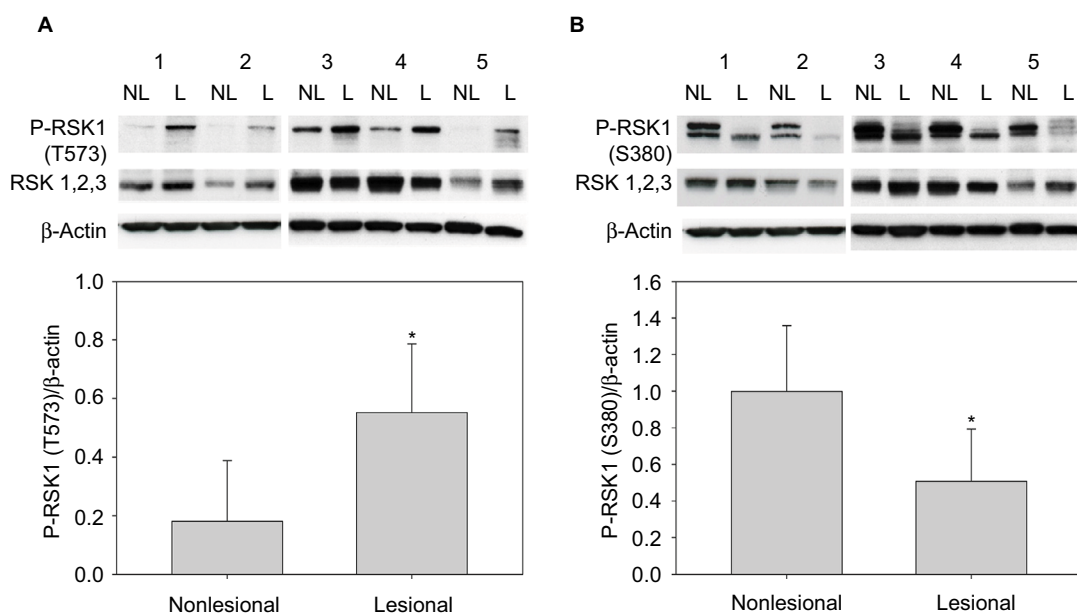 A
1 2 3 4 5
NL L NL L NL L NL L NL L
P-RSK1
(T573)
RSK 1,2,3
β-Actin
P-RSK1 (T573)/β-actin
1.0
0.8
0.6
0.4
0.2
0.0
*
Nonlesional Lesional
B
1 2 3 4 5
NL L NL L NL L NL L NL L
P-RSK1
(S380)
RSK 1,2,3
β-Actin
P-RSK1 (S380)/β-actin
1.6
1.4
1.2
1.0
0.8
0.6
0.4
0.2
0.0
*
Nonlesional Lesional